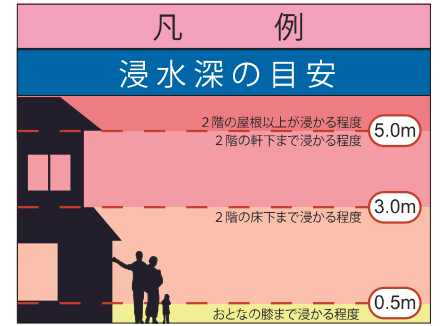 凡例
浸水深の目安
２階の屋根以上が浸かる程度
5.0m
２階の軒下まで浸かる程度
3.0m
２階の床下まで浸かる程度
0.5m
おとなの膝まで浸かる程度